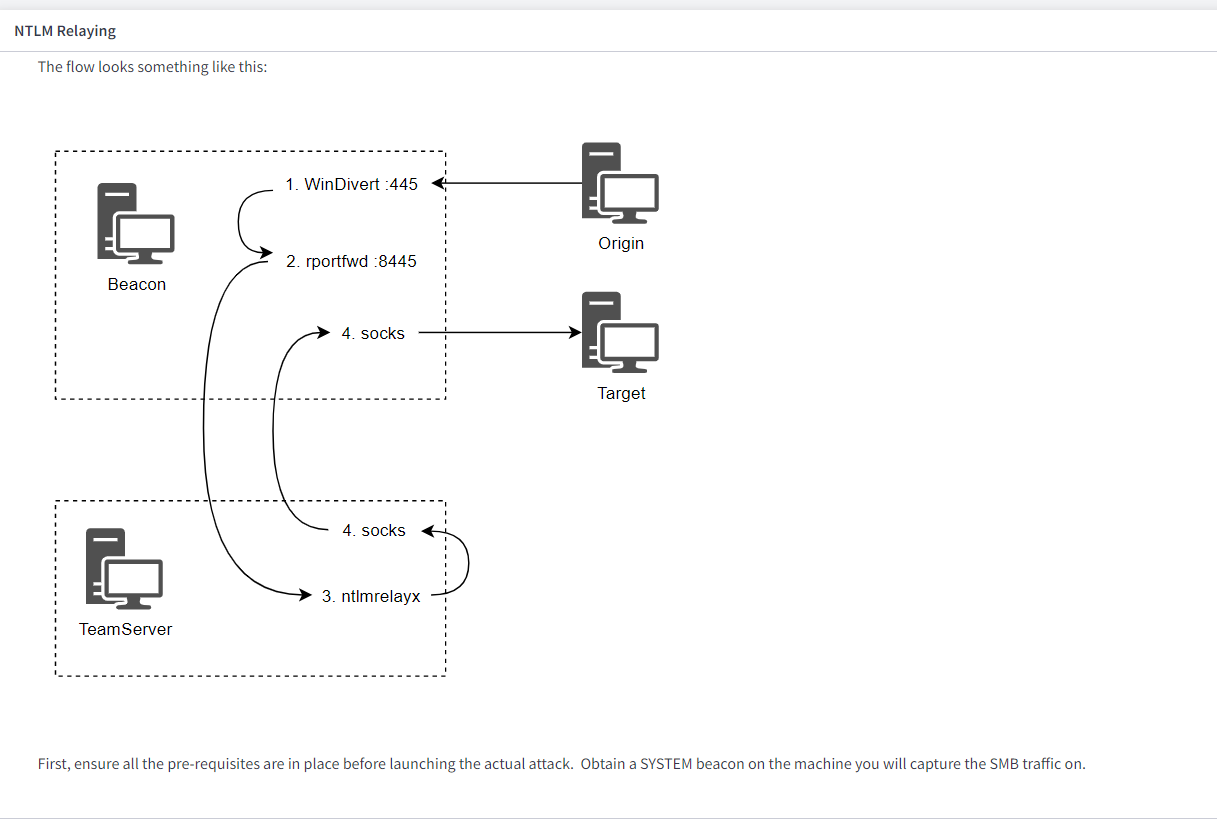 NTLM Relaying
The flow looks something like this:
1. WinDivert :445
Origin
2. rportfwd :8445
Beacon
4. socks
Target
4. socks
3. ntlmrelayx
TeamServer
First, ensure all the pre-requisites are in place before launching the actual attack.  Obtain a SYSTEM beacon on the machine you will capture the SMB traffic on.